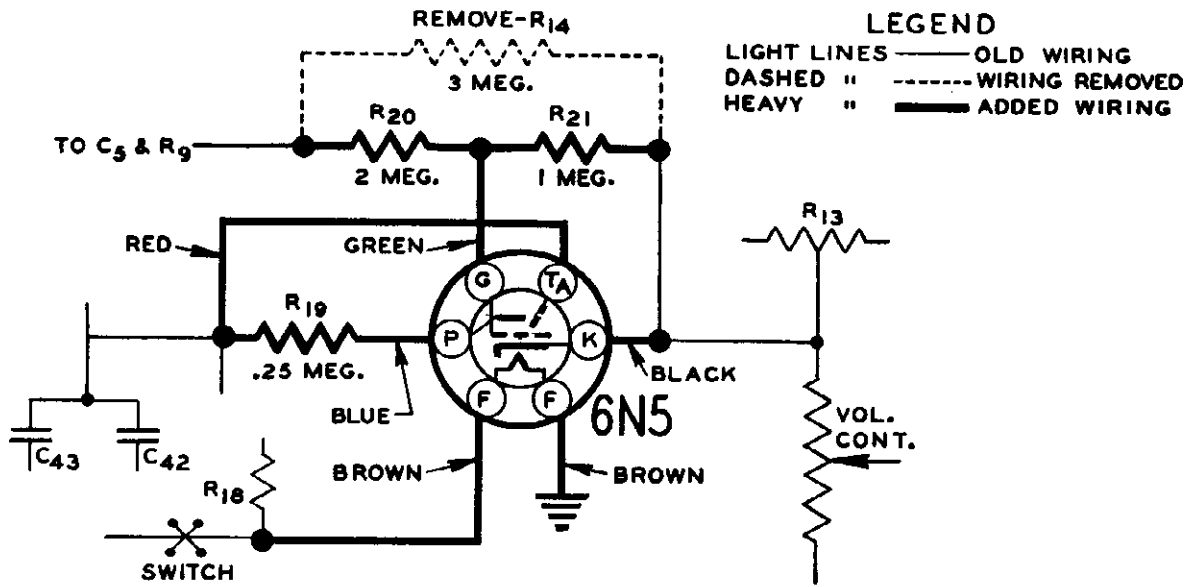 REMOVE-R14
3 MEG.
LEGEND
LIGHT LINES OLD WIRING
DASHED " WIRING REMOVED
HEAVY " ADDED WIRING
TO C5 & R9
R20
R21
2 MEG.
1 MEG.
RED
GREEN
R13
G
TA
R19
P
K
.25 MEG.
BLACK
BLUE
F
F
6N5
VOL.
CONT.
C43
C42
BROWN
BROWN
R18
SWITCH